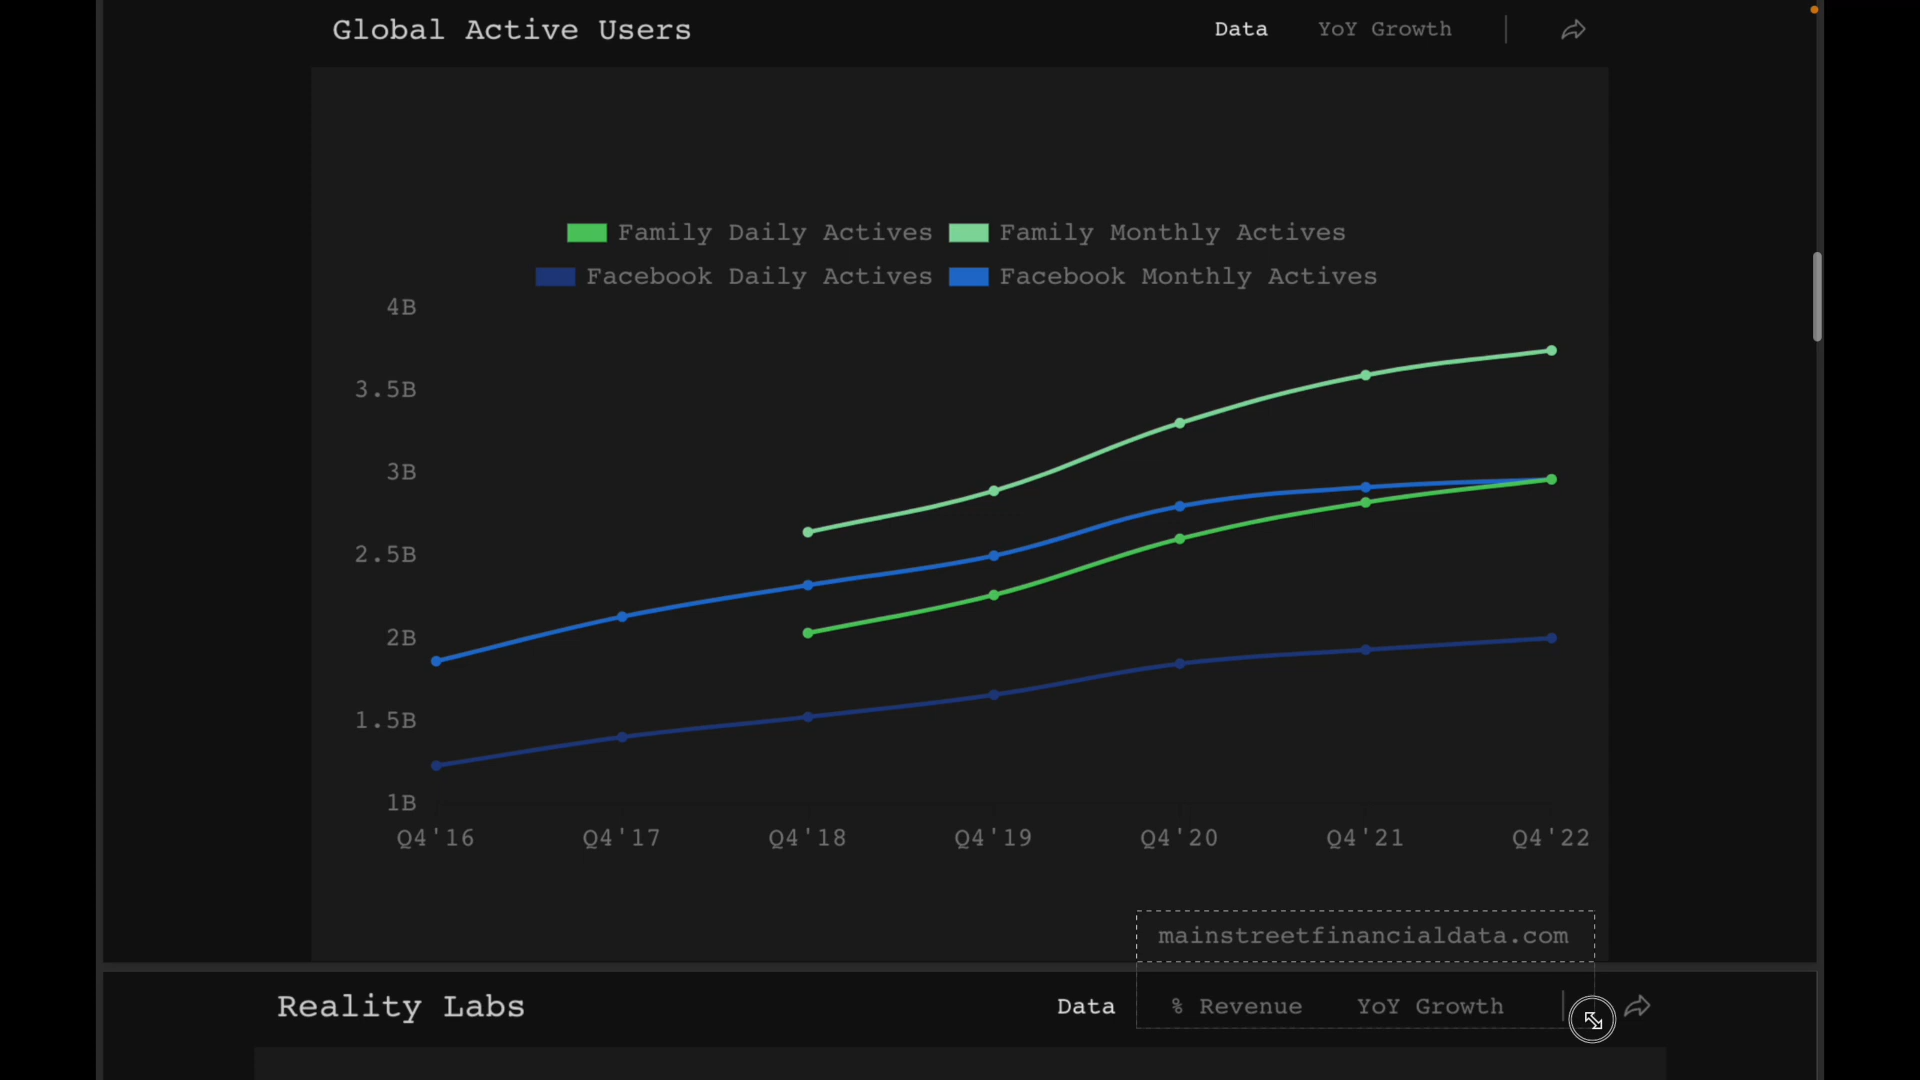 Global Active Users
Data YoY Growth
Family Daily Actives Family Monthly Actives
Facebook Daily Actives Facebook Monthly Actives
4B
3.5B
3B
2.5B
2B
1.5B
1B
Q4'16 Q4'17 Q4'18 Q4'19 Q4'20 Q4'21 Q4'22
mainstreetfinancialdata.com
Reality Labs
Data % Revenue YoY Growth